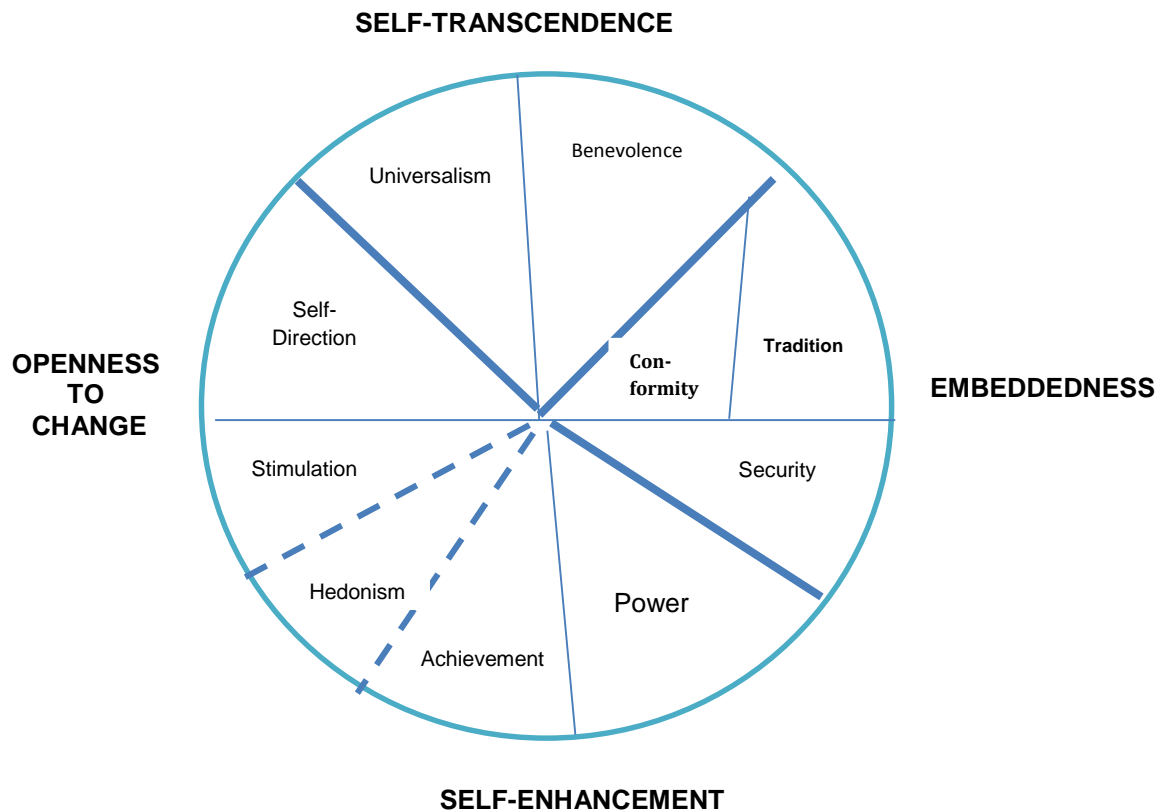 SELF-TRANSCENDENCE
Benevolence
Universalism
Self-
Direction
Con-
formity
Tradition
OPENNESS
TO
CHANGE
EMBEDDEDNESS
Stimulation
Security
Hedonism
Power
Achievement
SELF-ENHANCEMENT